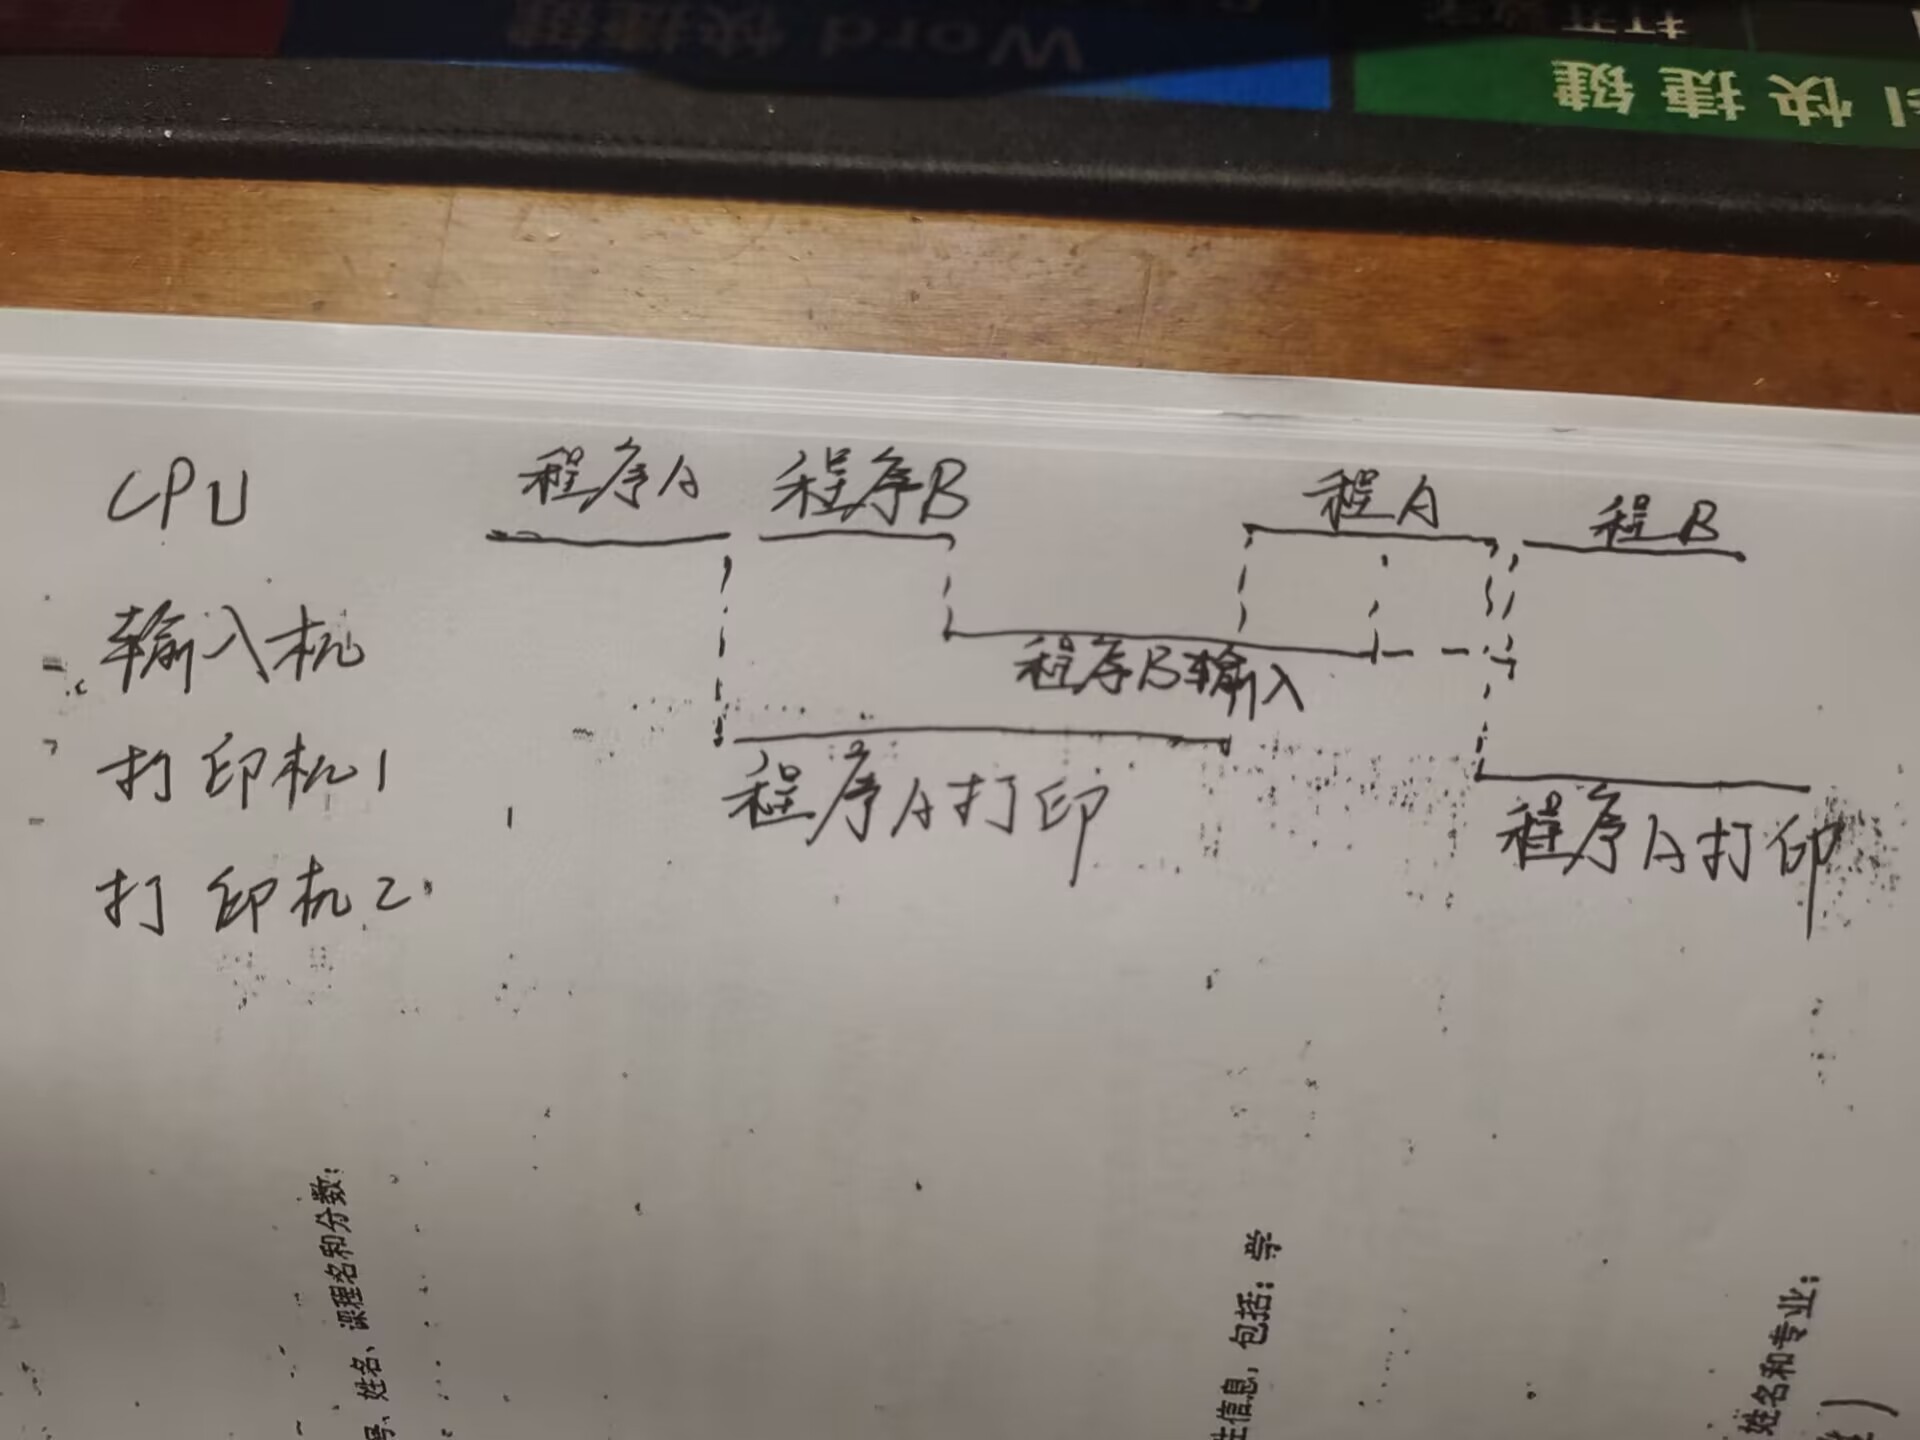 Word 快捷键
打开
快捷键
CPU 程序A 程序B 程A 程B
输入机
程序B输入
打印机1
程序A打印
程序A打印
打印机2
姓名、课程名和分数:
生信息, 包括: 学
姓名和专业: